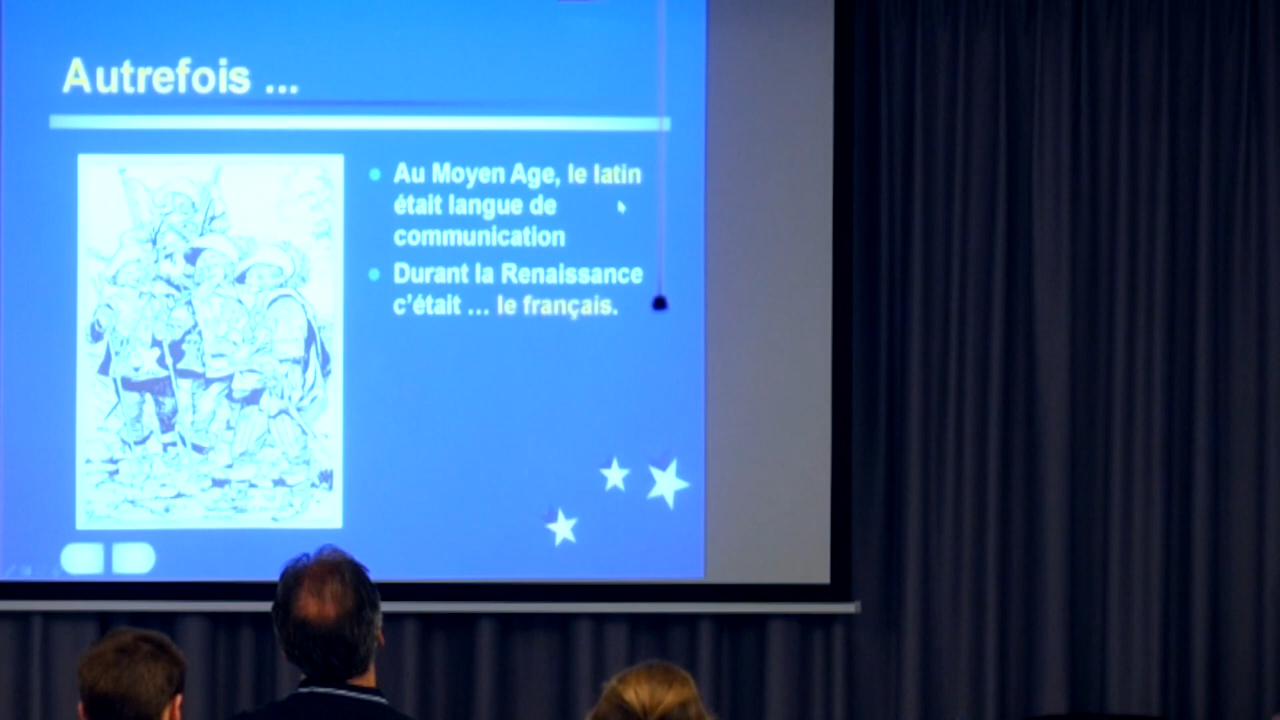 Autrefois ...
Au Moyen Age, le latin
était langue de
communication
Durant la Renaissance
c'était ... le français.